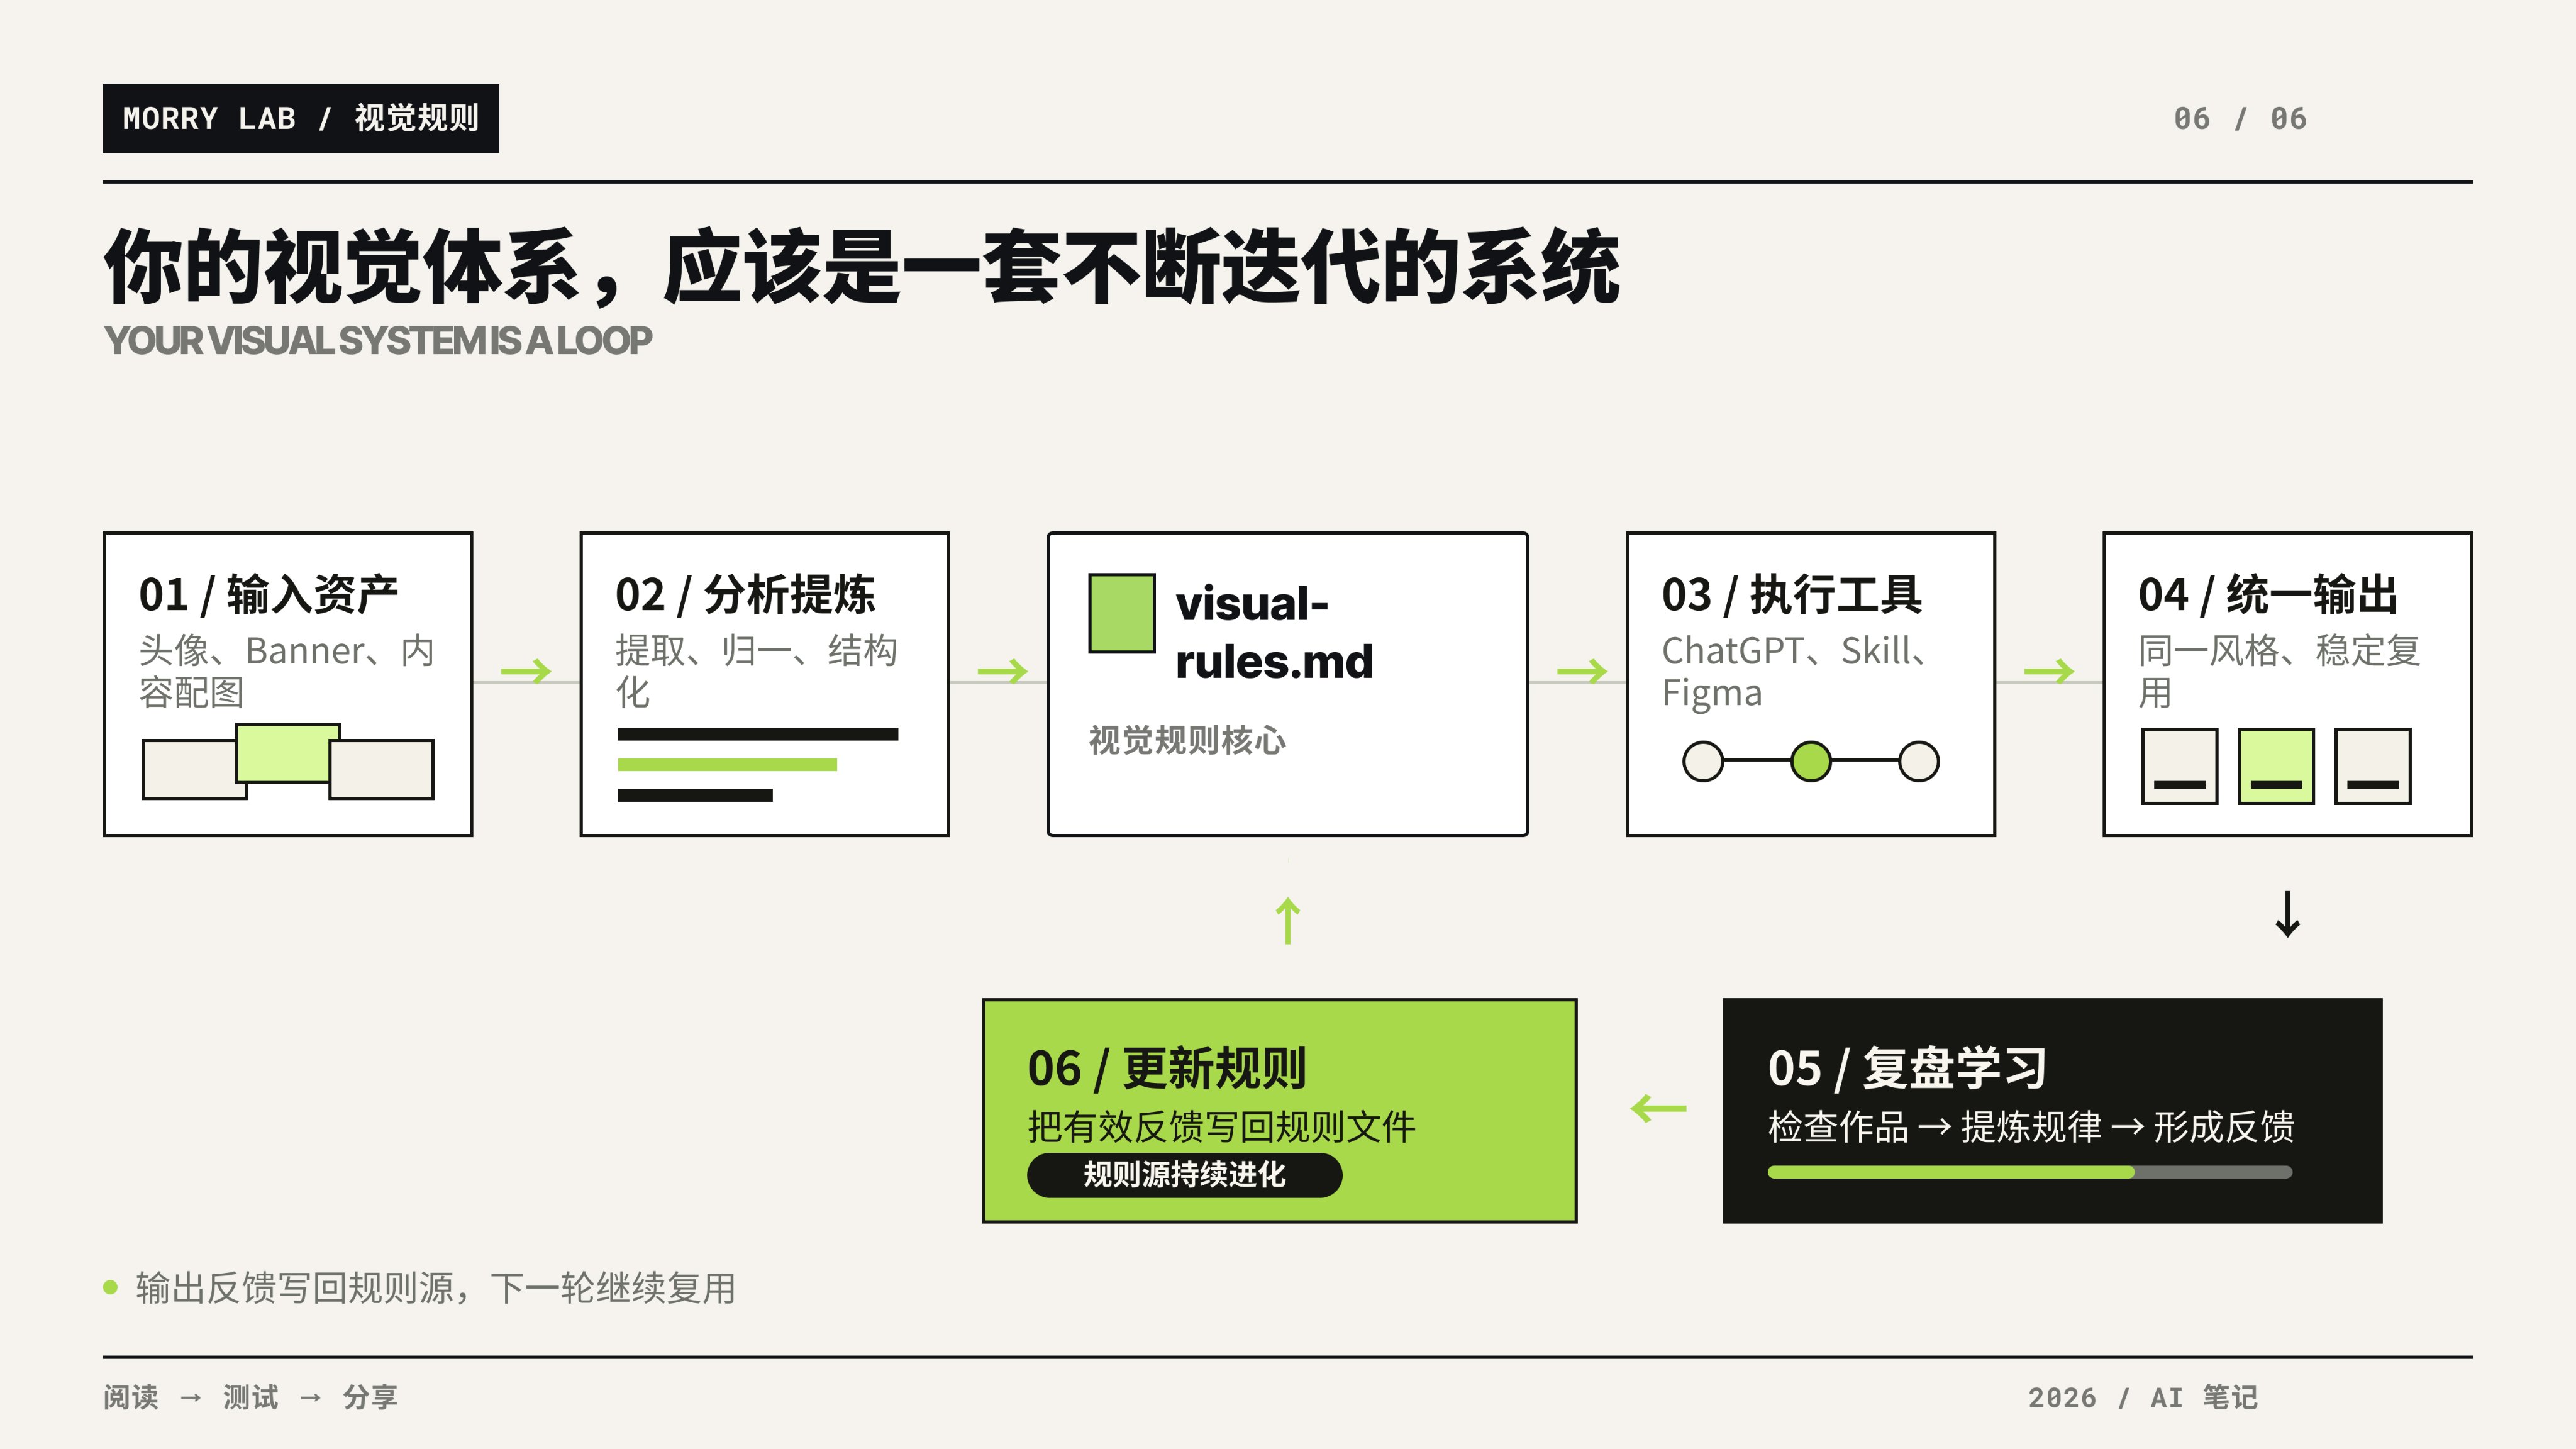 MORRY LAB / 视觉规则
06 / 06
你的视觉体系，应该是一套不断迭代的系统
YOUR VISUAL SYSTEM IS A LOOP
01 / 输入资产
头像、Banner、内
容配图
→
02 / 分析提炼
提取、归一、结构
化
→
visual-
rules.md
视觉规则核心
→
03 / 执行工具
ChatGPT、Skill、
Figma
→
04 / 统一输出
同一风格、稳定复
用
↑
↓
06 / 更新规则
把有效反馈写回规则文件
规则源持续进化
←
05 / 复盘学习
检查作品 → 提炼规律 → 形成反馈
输出反馈写回规则源，下一轮继续复用
阅读 → 测试 → 分享
2026 / AI 笔记